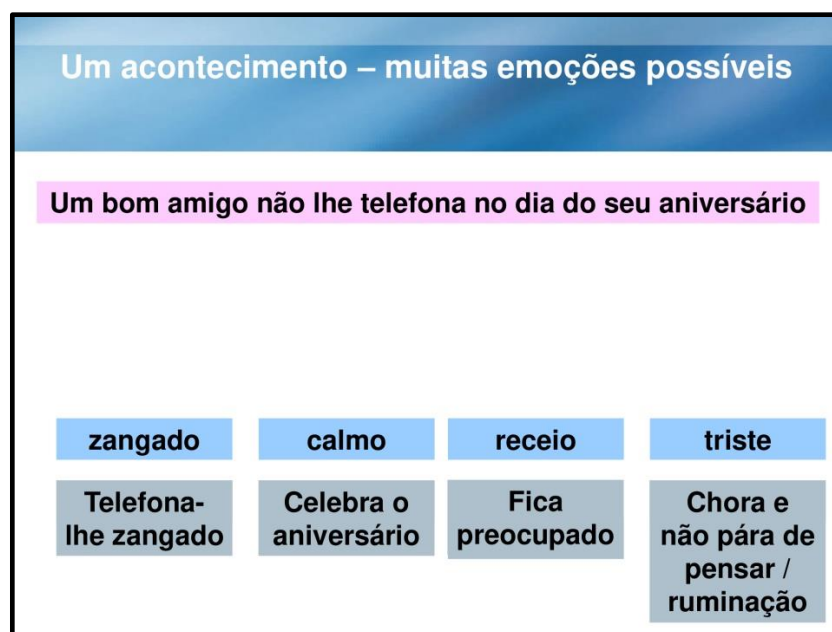 Um acontecimento – muitas emoções possíveis
Um bom amigo não lhe telefona no dia do seu aniversário
zangado
calmo
receio
triste
Telefona-
lhe zangado
Celebra o
aniversário
Fica
preocupado
Chora e
não pára de
pensar /
ruminação